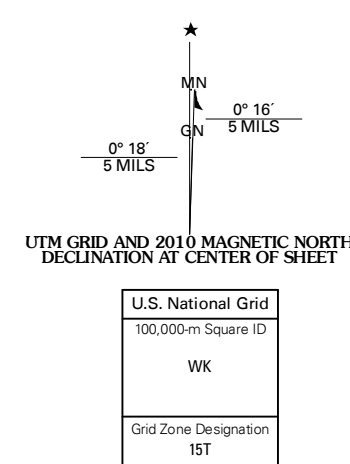 ★
MN
GN
0° 16´
5 MILS
0° 18´
5 MILS
UTM GRID AND 2010 MAGNETIC NORTH
DECLINATION AT CENTER OF SHEET
U.S. National Grid
100,000-m Square ID
WK
Grid Zone Designation
15T